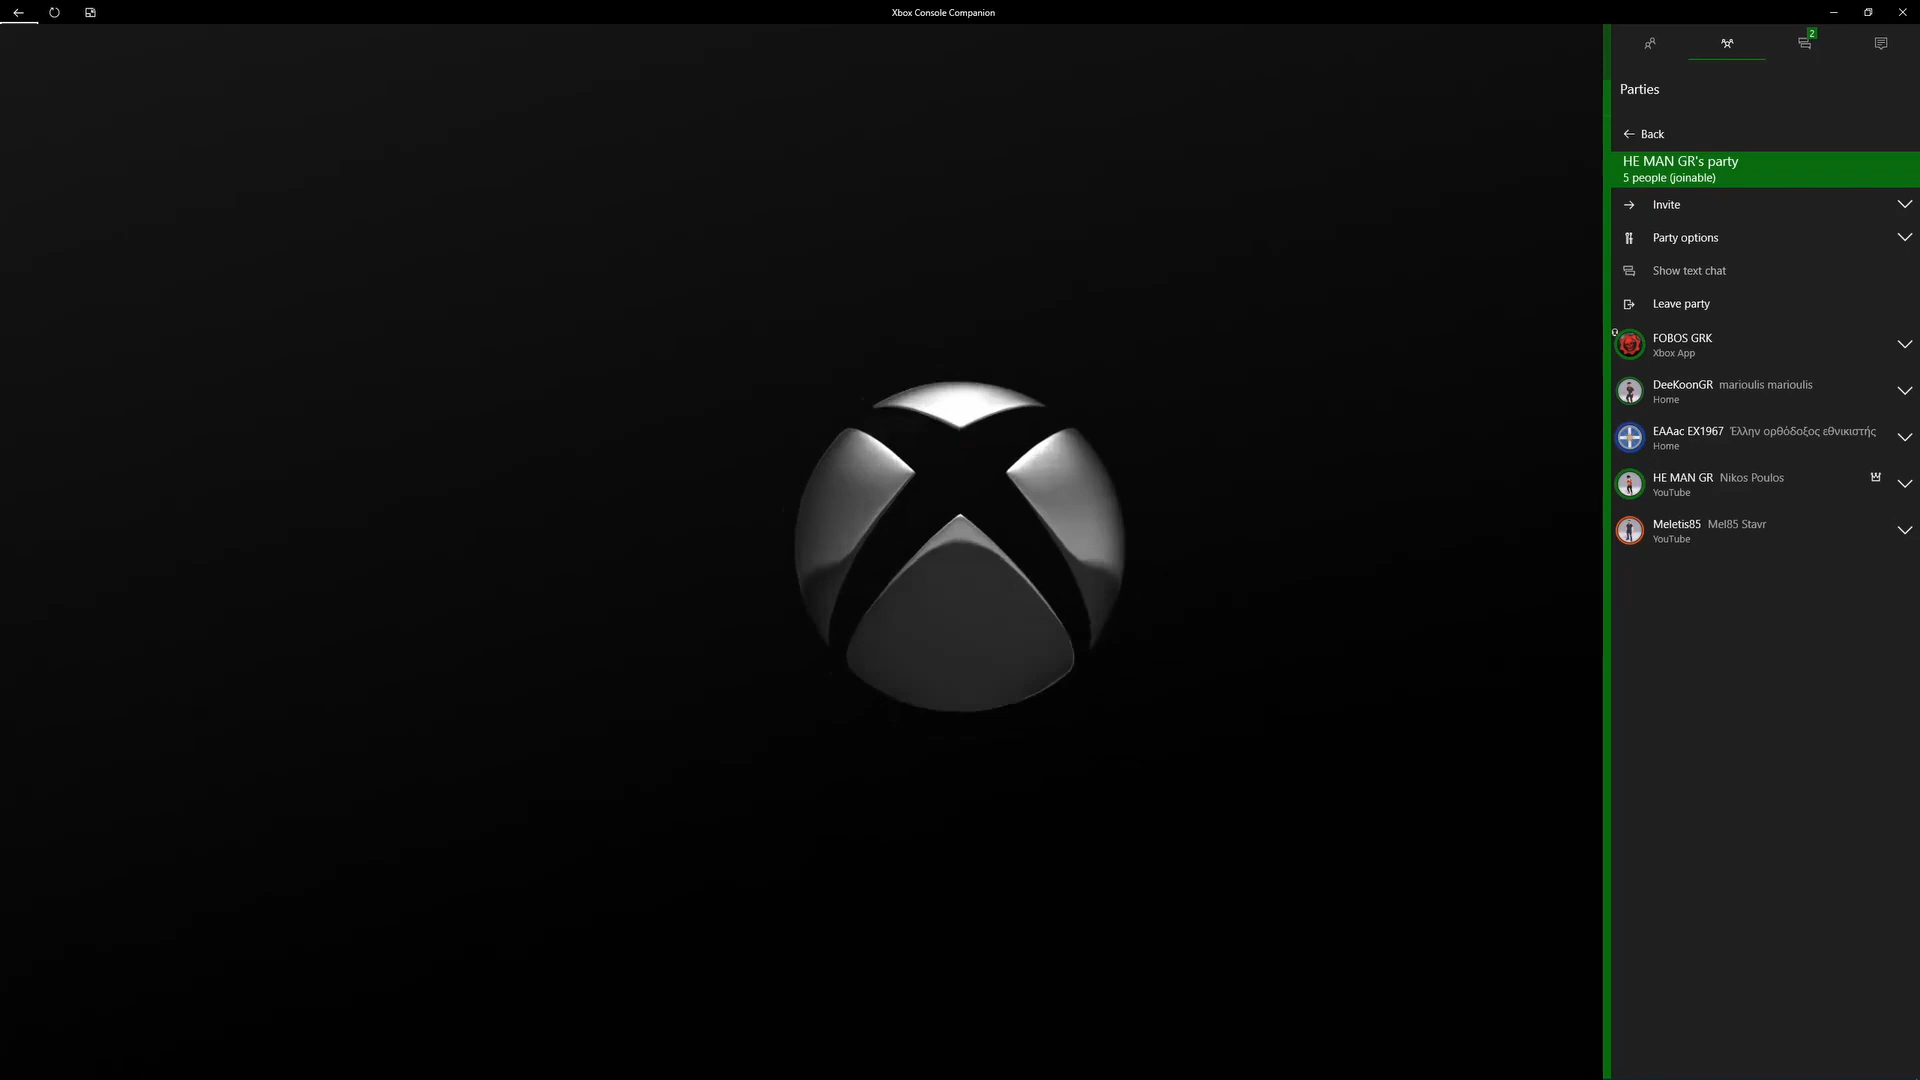 Xbox Console Companion
2
Parties
Back
HE MAN GR's party
5 people (joinable)
Invite
Party options
Show text chat
Leave party
FOBOS GRK
Xbox App
DeeKoonGR marioulis marioulis
Home
EAAac EX1967 Έλλην ορθόδοξος εθνικιστής
Home
HE MAN GR Nikos Poulos
YouTube
Meletis85 Mel85 Stavr
YouTube